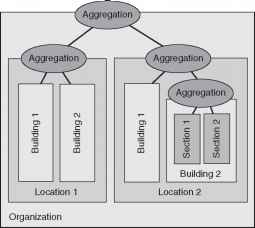 Aggregation
Aggregation
Aggregation
Aggregation
Building 1
Building 2
Building 1
Section 1
Section 2
Building 2
Location 1
Location 2
Organization